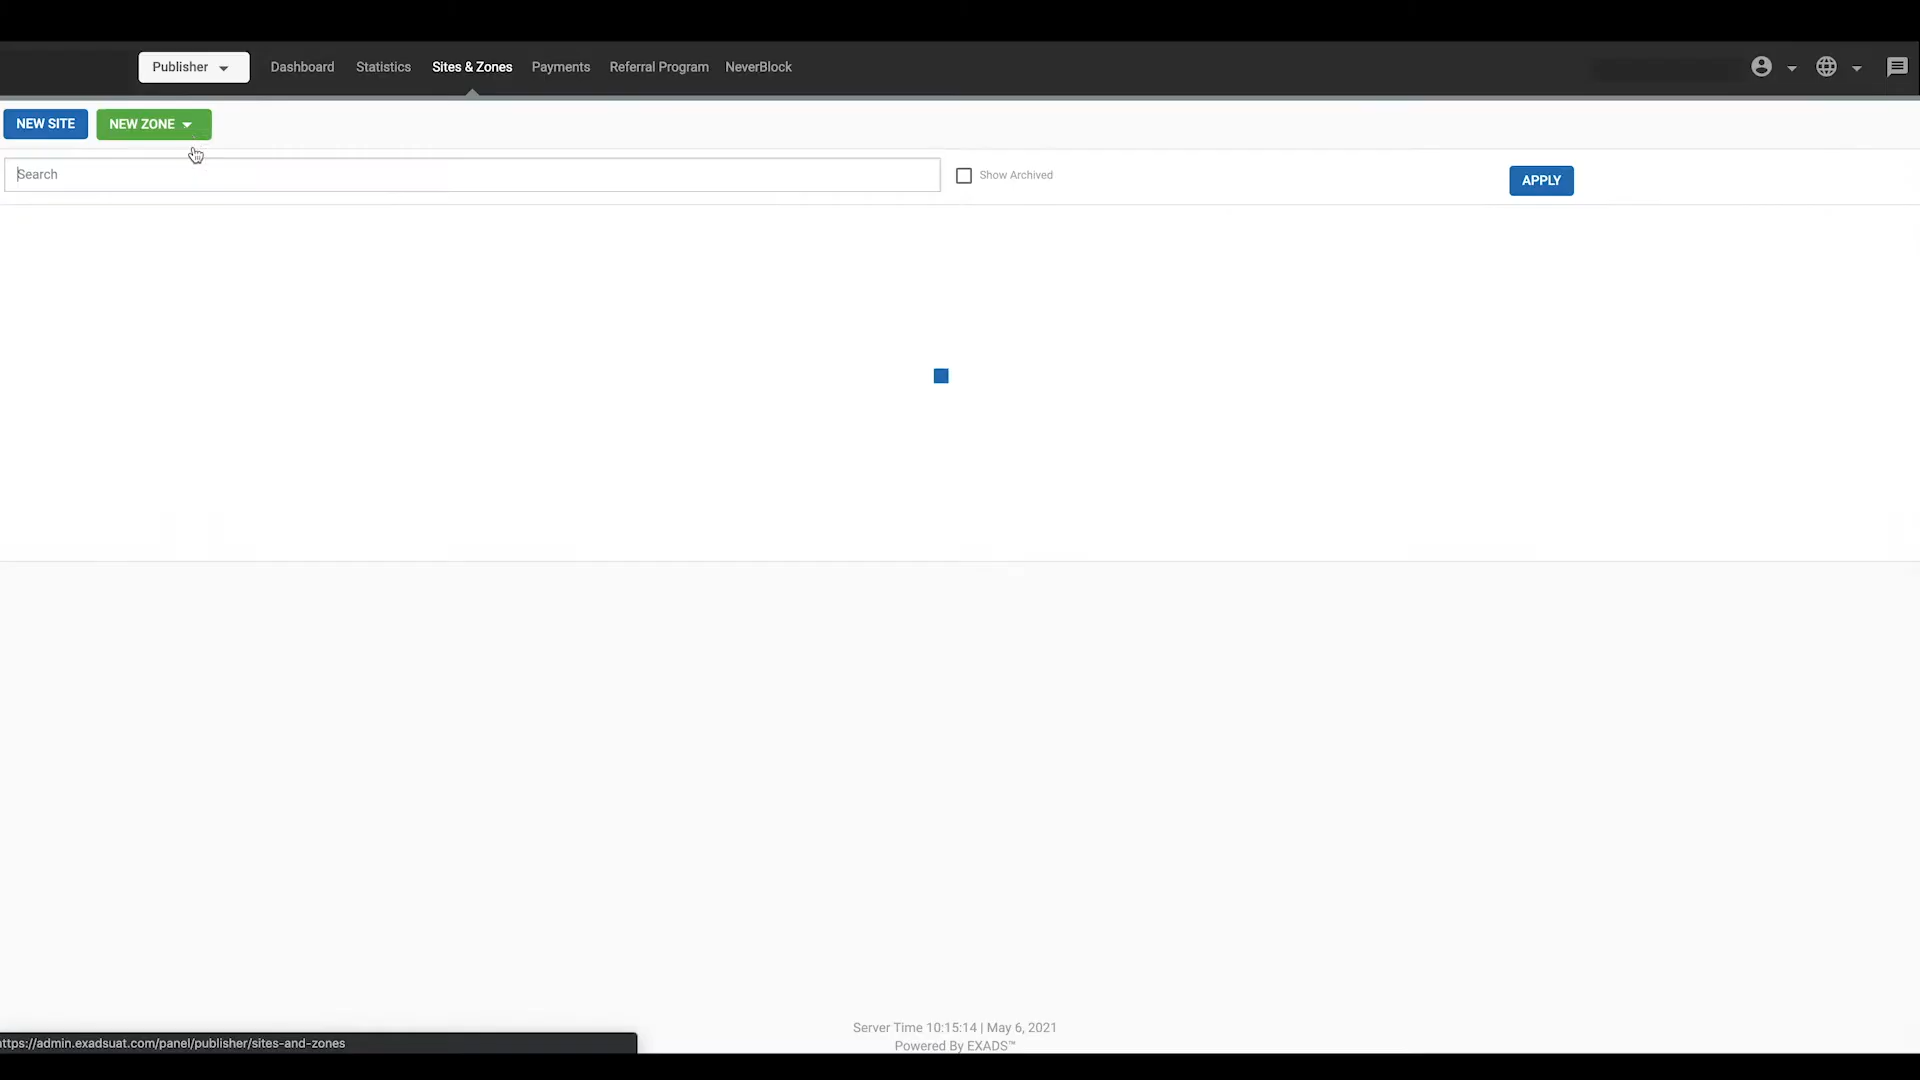 Publisher
Dashboard
Statistics
Sites & Zones
Payments
Referral Program
NeverBlock
NEW SITE
NEW ZONE
Search
Show Archived
APPLY
Server Time 10:15:14 | May 6, 2021
Powered By EXADS™
ttps://admin.exadsuat.com/panel/publisher/sites-and-zones